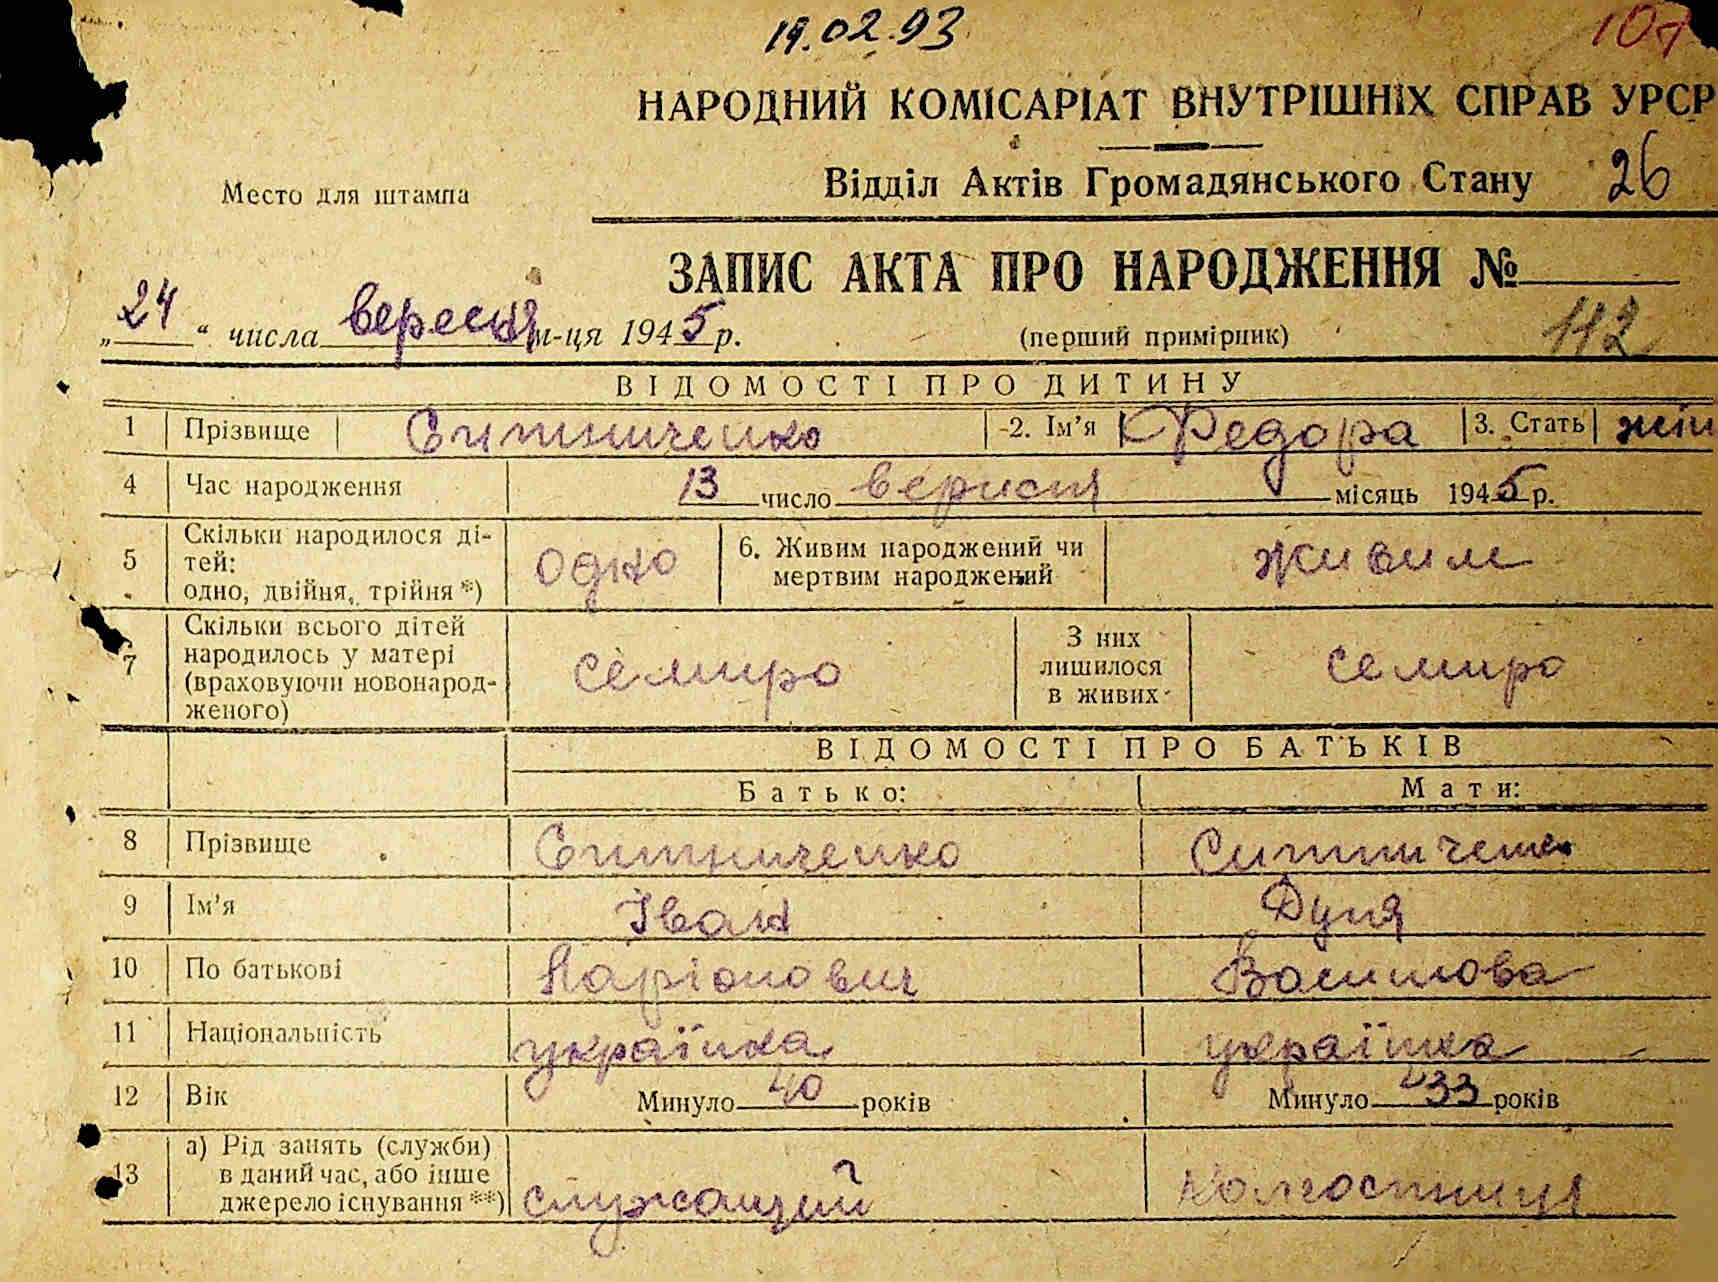 19.02.93
107
НАРОДНИЙ КОМІСАРІАТ ВНУТРІШНІХ СПРАВ УРСР
Место для штампа
Відділ Актів Громадянського Стану 26
ЗАПИС АКТА ПРО НАРОДЖЕННЯ №
„24“ числа вересня м-ця 1945 р. (перший примірник) 112
ВІДОМОСТІ ПРО ДИТИНУ
1 Прізвище Ситниченко 2. Ім’я Федора 3. Стать жін
4 Час народження 13 число вересня місяць 1945 р.
5 Скільки народилося ді-
тей:
одно, двійня, трійня *) одно 6. Живим народжений чи
мертвим народжений живим
7 Скільки всього дітей
народилось у матері
(враховуючи новонарод-
женого) семиро З них
лишилося
в живих семиро
ВІДОМОСТІ ПРО БАТЬКІВ
Батько: Мати:
8 Прізвище Ситниченко Ситничен
9 Ім’я Іван Дуня
10 По батькові Ларіонович Василова
11 Національність українка українка
12 Вік Минуло 40 років Минуло 33 років
13 а) Рід занять (служби)
в даний час, або інше
джерело існування **) служащий колгоспниця